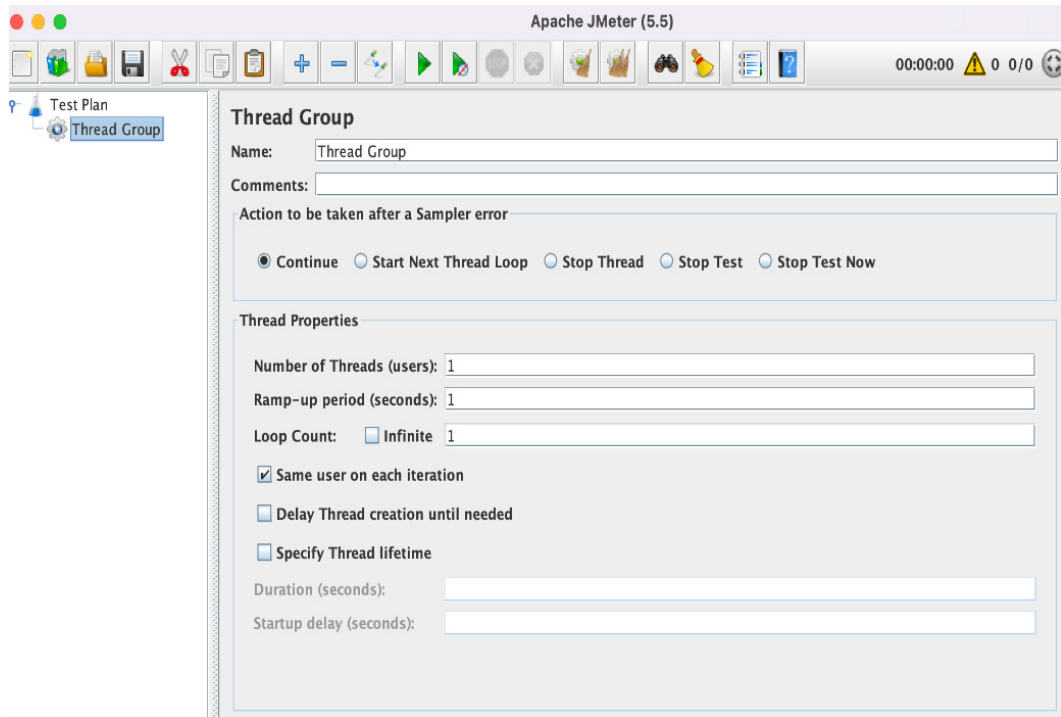 Apache JMeter (5.5)
00:00:00 0 0/0
Test Plan
Thread Group
Thread Group
Name: Thread Group
Comments:
Action to be taken after a Sampler error
Continue Start Next Thread Loop Stop Thread Stop Test Stop Test Now
Thread Properties
Number of Threads (users): 1
Ramp-up period (seconds): 1
Loop Count: Infinite 1
Same user on each iteration
Delay Thread creation until needed
Specify Thread lifetime
Duration (seconds):
Startup delay (seconds):